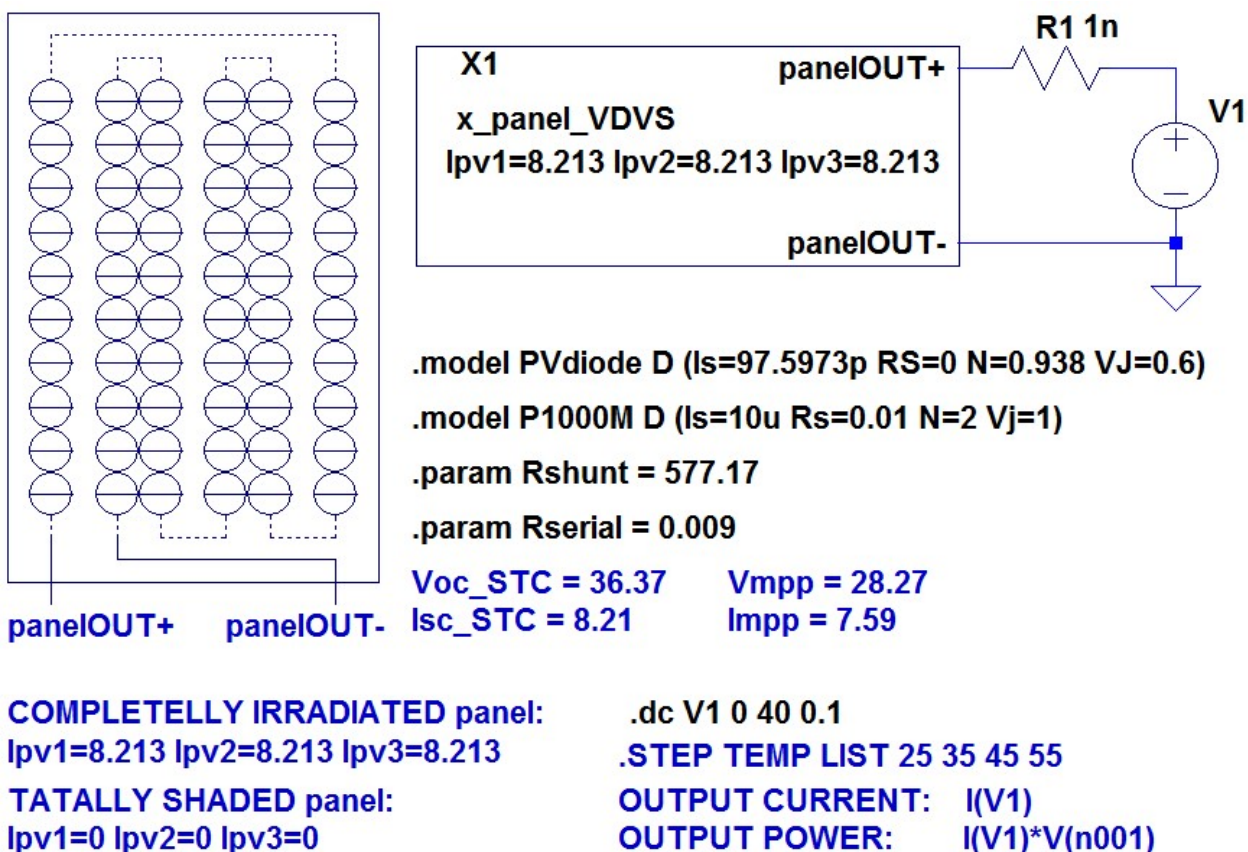 R1 1n
X1
panelOUT+
V1
x_panel_VDVS
Ipv1=8.213 Ipv2=8.213 Ipv3=8.213
panelOUT-
.model PVdiode D (Is=97.5973p RS=0 N=0.938 VJ=0.6)
.model P1000M D (Is=10u Rs=0.01 N=2 Vj=1)
.param Rshunt = 577.17
.param Rserial = 0.009
Voc_STC = 36.37 Vmpp = 28.27
Isc_STC = 8.21 Impp = 7.59
panelOUT+ panelOUT-
COMPLETELLY IRRADIATED panel:
Ipv1=8.213 Ipv2=8.213 Ipv3=8.213
TATALLY SHADED panel:
Ipv1=0 Ipv2=0 Ipv3=0
.dc V1 0 40 0.1
.STEP TEMP LIST 25 35 45 55
OUTPUT CURRENT: I(V1)
OUTPUT POWER: I(V1)*V(n001)